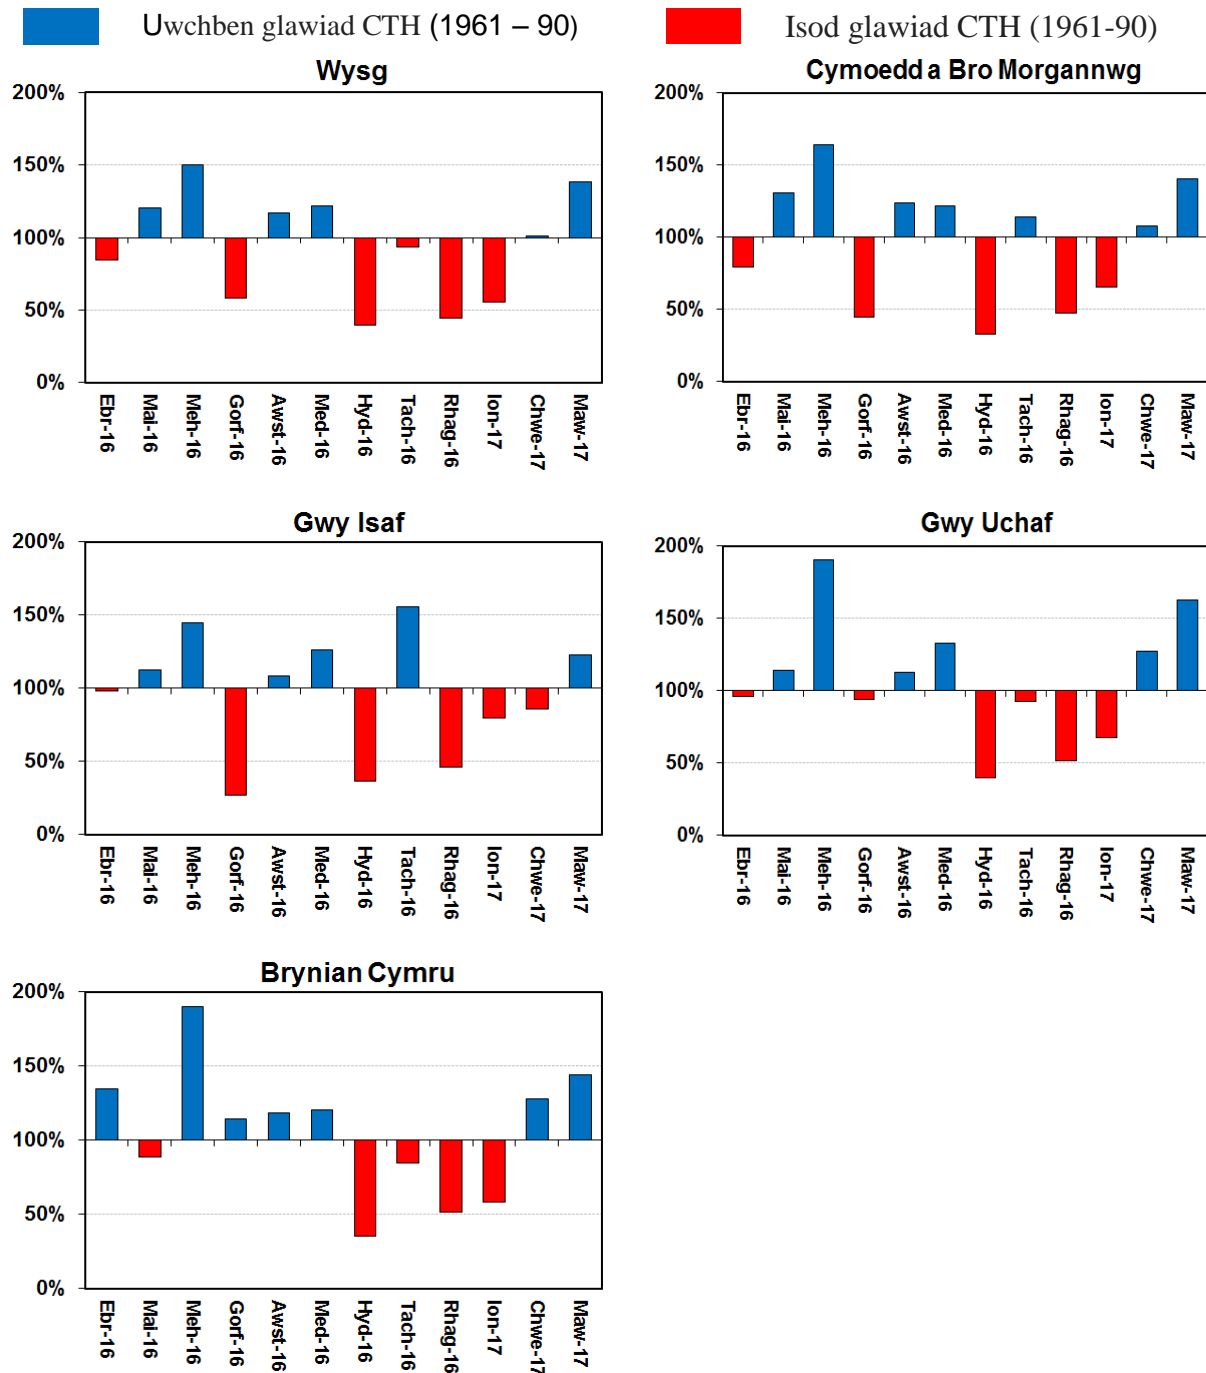 Uwchben glawiad CTH (1961 – 90)
Isod glawiad CTH (1961-90)
Wysg
200%
150%
100%
50%
0%
Ebr-16
Mai-16
Meh-16
Gorf-16
Awst-16
Med-16
Hyd-16
Tach-16
Rhag-16
Ion-17
Chwe-17
Maw-17
Cymoedd a Bro Morgannwg
200%
150%
100%
50%
0%
Ebr-16
Mai-16
Meh-16
Gorf-16
Awst-16
Med-16
Hyd-16
Tach-16
Rhag-16
Ion-17
Chwe-17
Maw-17
Gwy Isaf
200%
150%
100%
50%
0%
Ebr-16
Mai-16
Meh-16
Gorf-16
Awst-16
Med-16
Hyd-16
Tach-16
Rhag-16
Ion-17
Chwe-17
Maw-17
Gwy Uchaf
200%
150%
100%
50%
0%
Ebr-16
Mai-16
Meh-16
Gorf-16
Awst-16
Med-16
Hyd-16
Tach-16
Rhag-16
Ion-17
Chwe-17
Maw-17
Brynian Cymru
200%
150%
100%
50%
0%
Ebr-16
Mai-16
Meh-16
Gorf-16
Awst-16
Med-16
Hyd-16
Tach-16
Rhag-16
Ion-17
Chwe-17
Maw-17